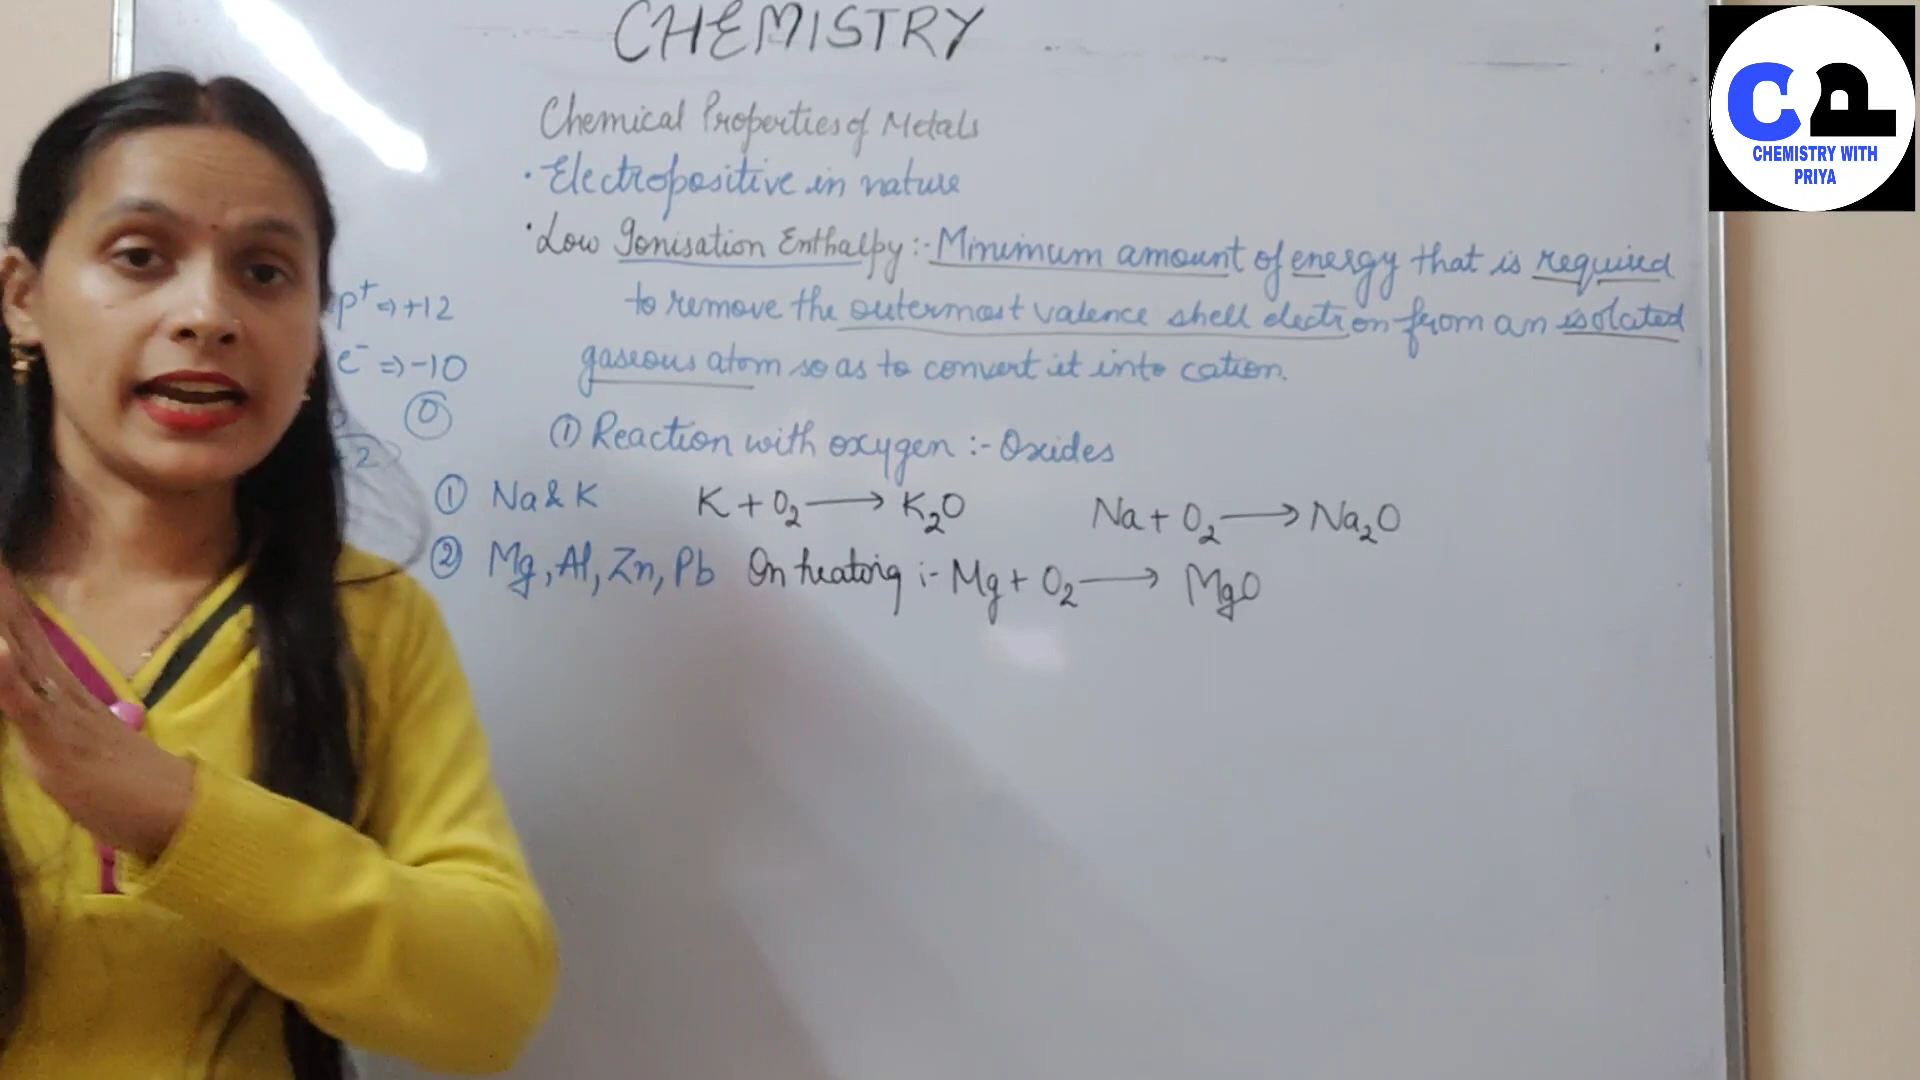 CHEMISTRY
CP
CHEMISTRY WITH
PRIYA
Chemical Properties of Metals
• Electropositive in nature
• Low Ionisation Enthalpy :- Minimum amount of energy that is required
to remove the outermost valence shell electron from an isolated
gaseous atom so as to convert it into cation.
p⁺ ⇒ +12
e⁻ ⇒ -10
0
+2
① Reaction with oxygen :- Oxides
① Na & K K + O₂ ⟶ K₂O Na + O₂ ⟶ Na₂O
② Mg, Al, Zn, Pb On heating :- Mg + O₂ ⟶ MgO